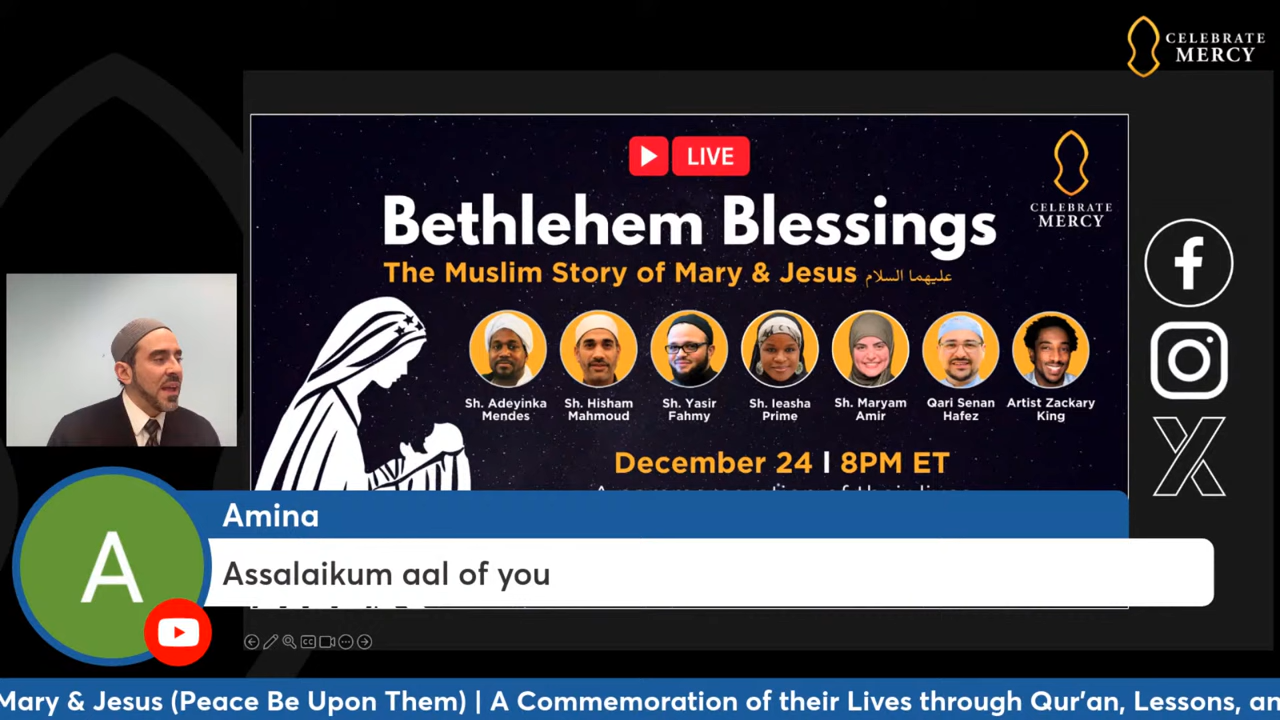 CELEBRATE
MERCY
LIVE
CELEBRATE
MERCY
Bethlehem Blessings
The Muslim Story of Mary & Jesus عليهما السلام
Sh. Adeyinka
Mendes
Sh. Hisham
Mahmoud
Sh. Yasir
Fahmy
Sh. Ieasha
Prime
Sh. Maryam
Amir
Qari Senan
Hafez
Artist Zackary
King
December 24 | 8PM ET
Amina
A
Assalaikum aal of you
CC
Mary & Jesus (Peace Be Upon Them) | A Commemoration of their Lives through Qur'an, Lessons, an